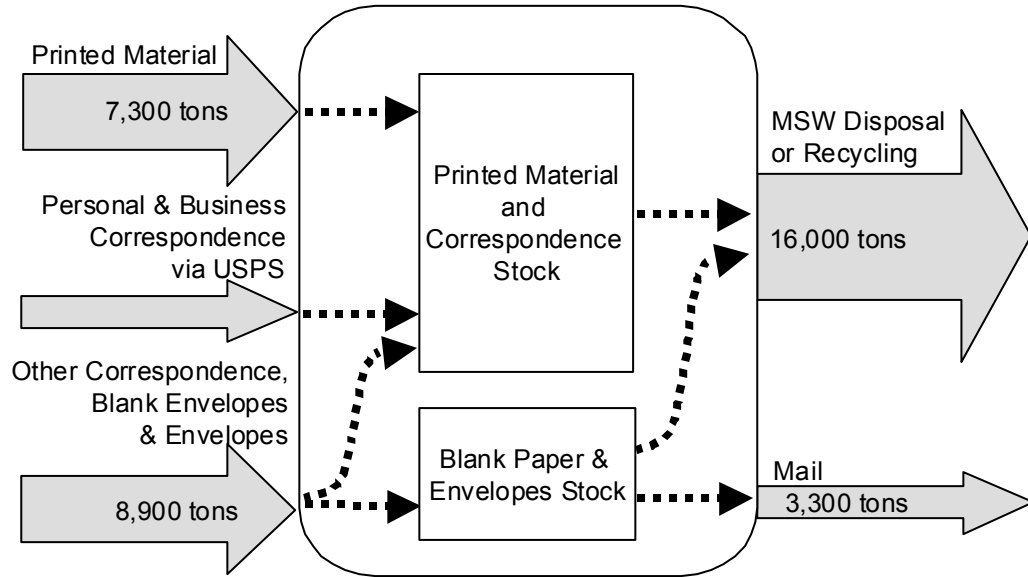 Printed Material
7,300 tons
Personal & Business
Correspondence
via USPS
Other Correspondence,
Blank Envelopes
& Envelopes
8,900 tons
Printed Material
and
Correspondence
Stock
Blank Paper &
Envelopes Stock
MSW Disposal
or Recycling
16,000 tons
Mail
3,300 tons